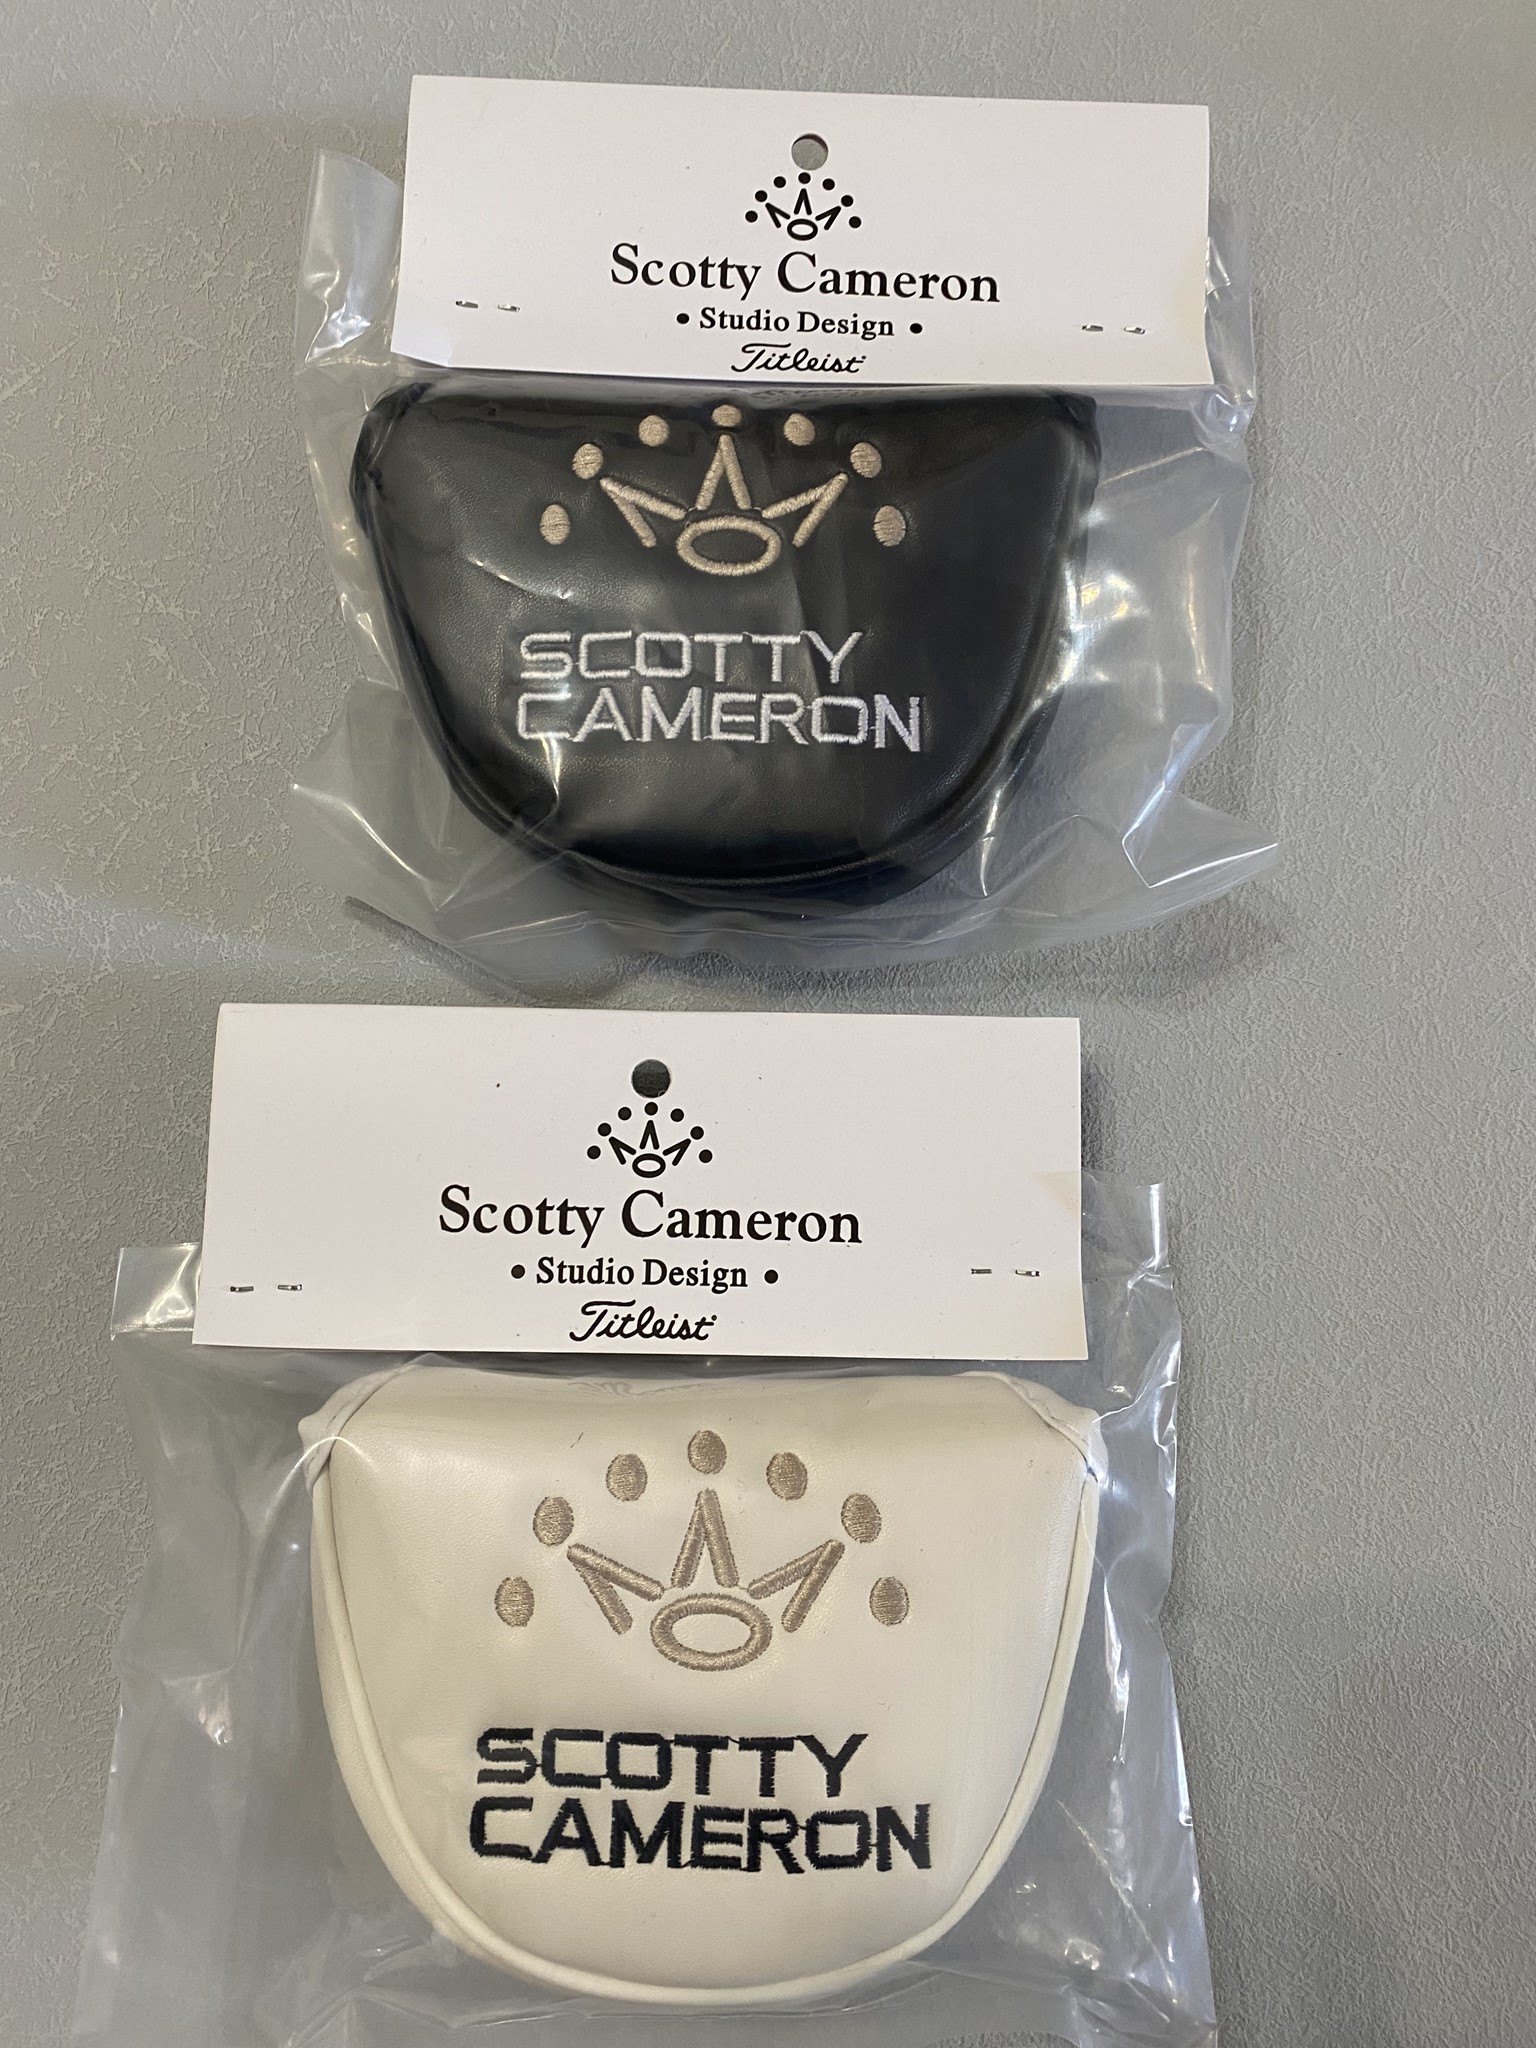 Scotty Cameron
• Studio Design •
Titleist
SCOTTY
CAMERON
Scotty Cameron
• Studio Design •
Titleist
SCOTTY
CAMERON